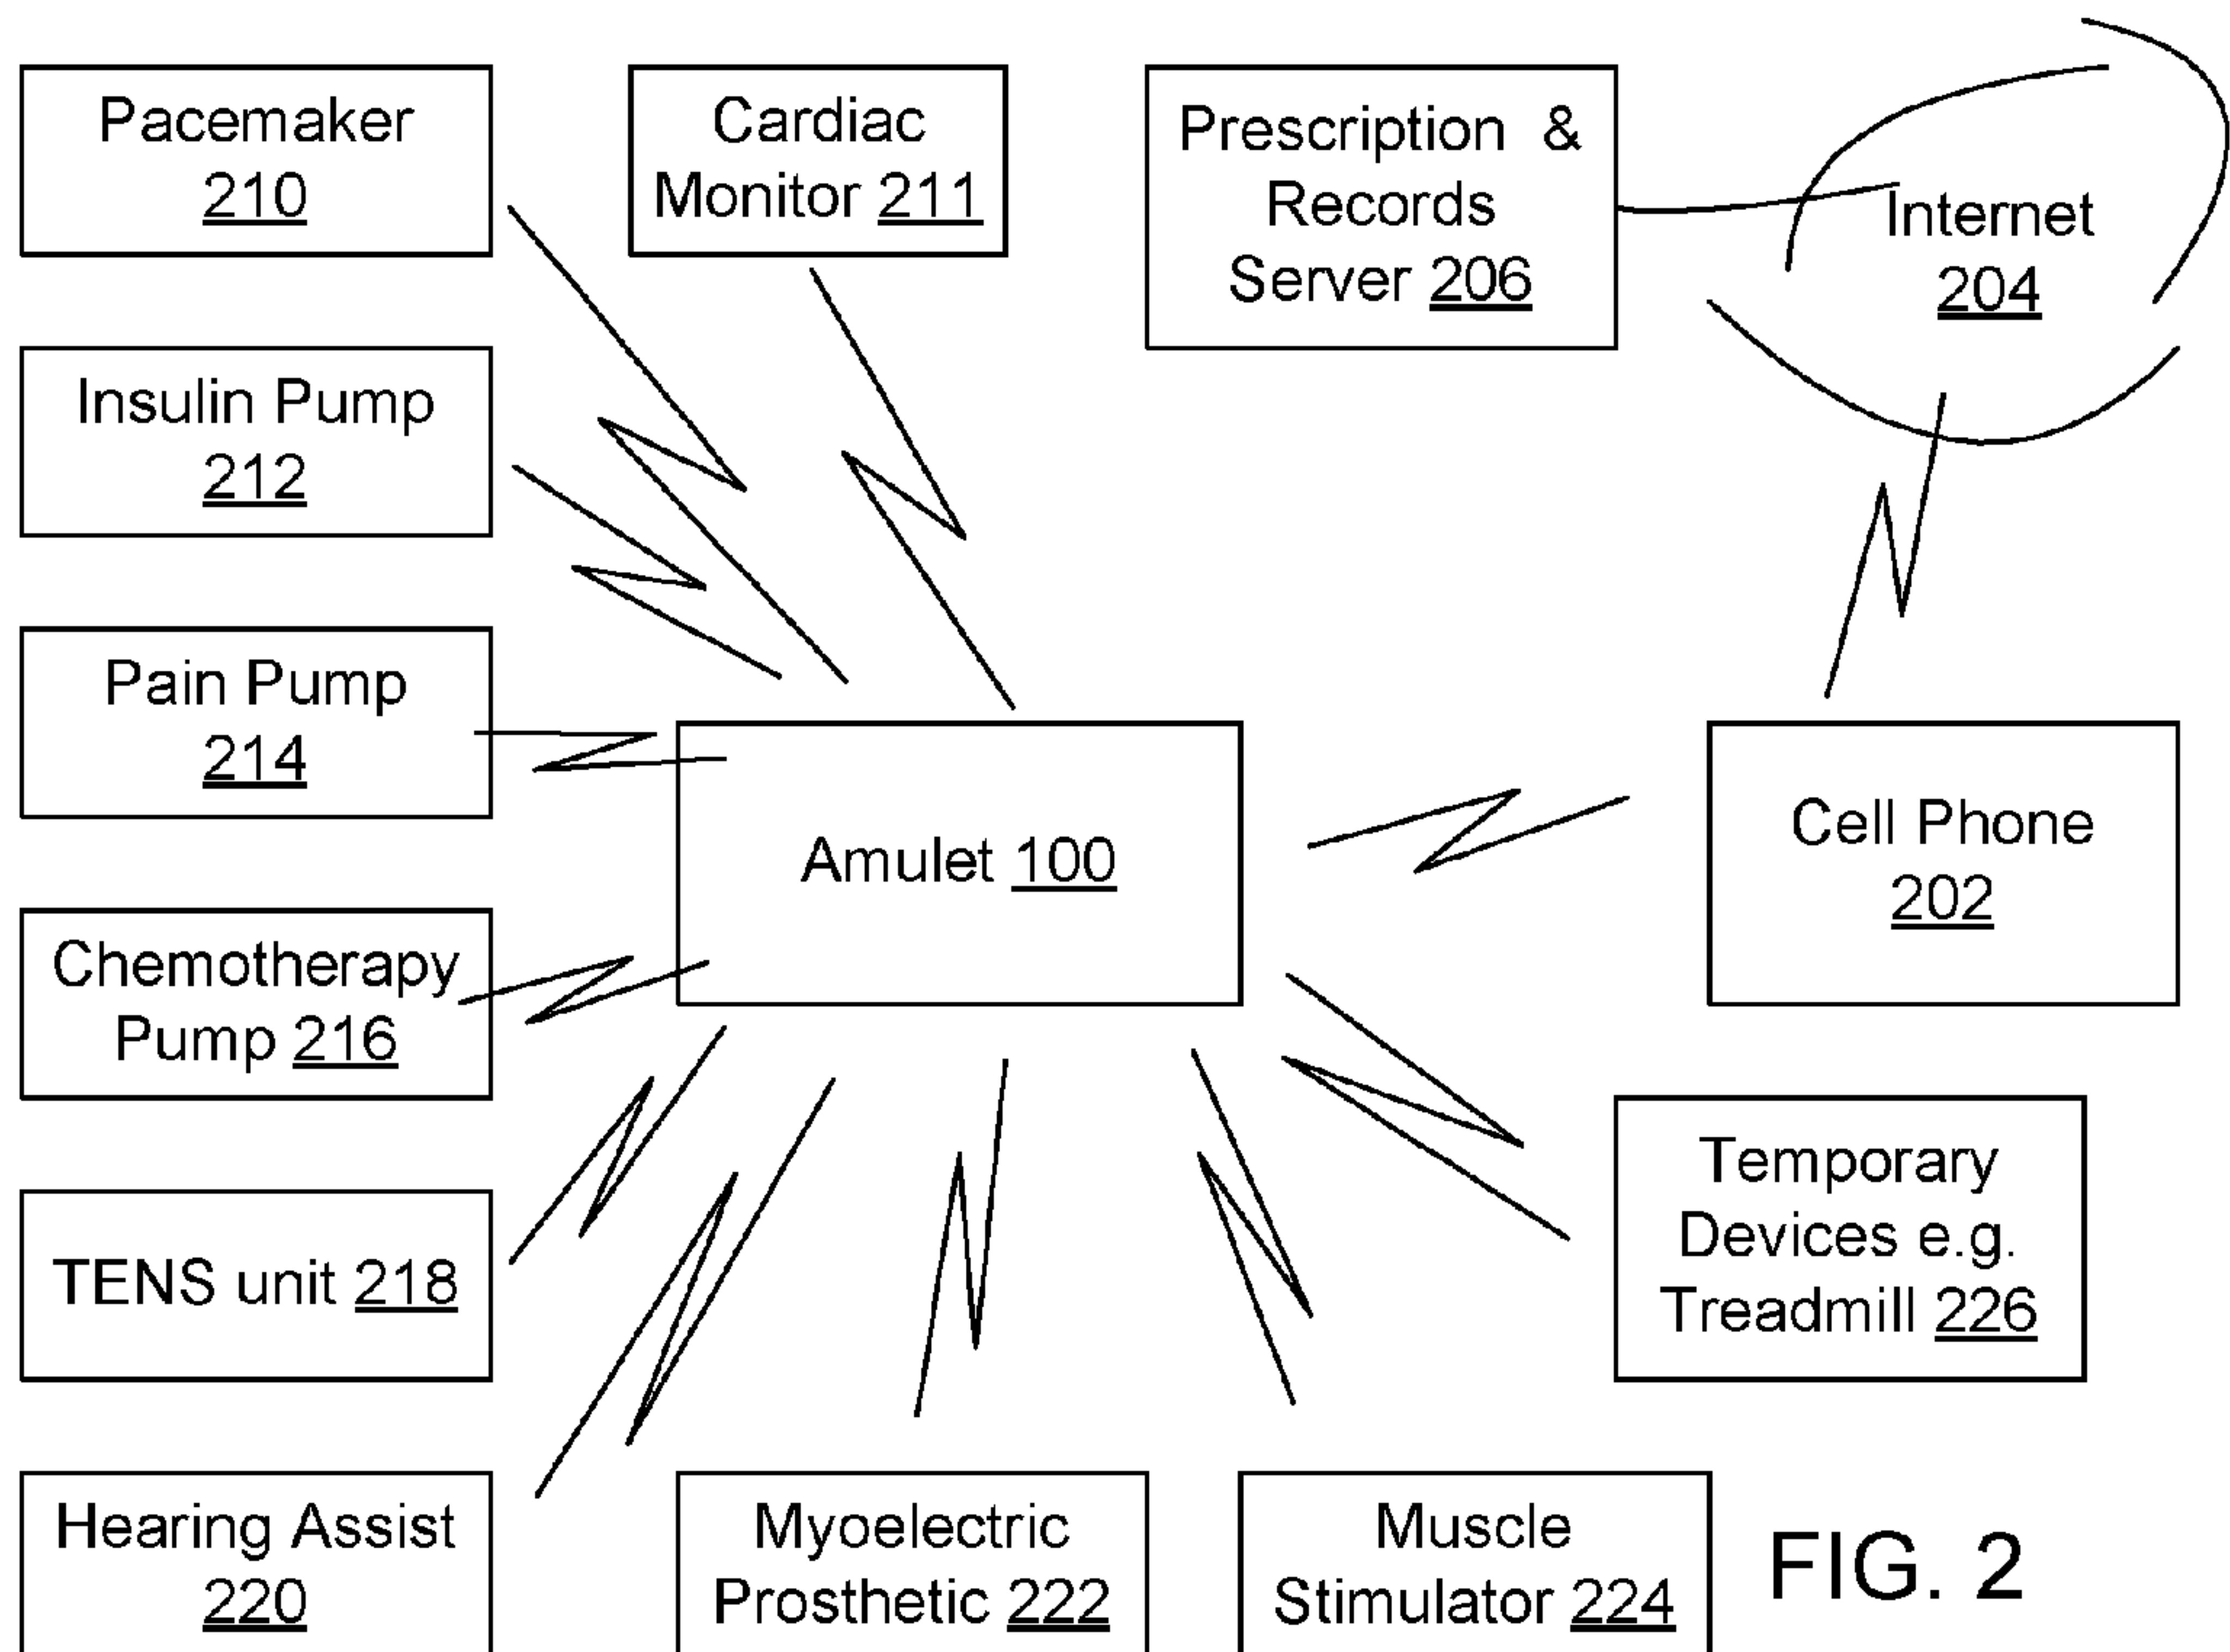 Pacemaker
210
Cardiac
Monitor 211
Prescription &
Records
Server 206
Internet
204
Insulin Pump
212
Pain Pump
214
Amulet 100
Cell Phone
202
Chemotherapy
Pump 216
TENS unit 218
Temporary
Devices e.g.
Treadmill 226
Hearing Assist
220
Myoelectric
Prosthetic 222
Muscle
Stimulator 224
FIG. 2